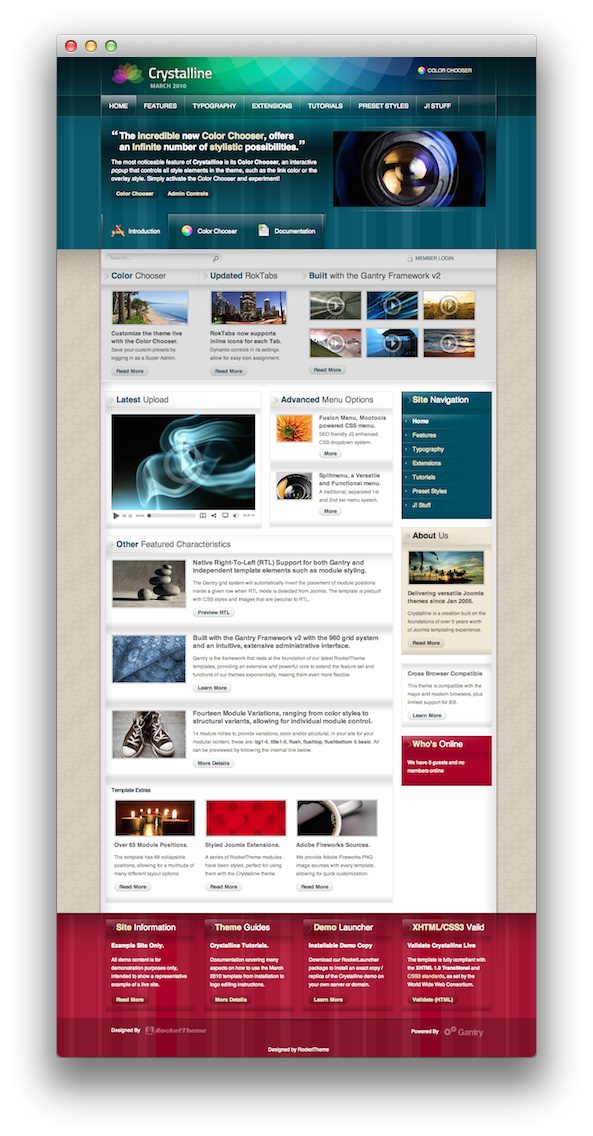 Crystalline
MARCH 2010
COLOR CHOOSER
HOME
FEATURES
TYPOGRAPHY
EXTENSIONS
TUTORIALS
PRESET STYLES
J! STUFF
“The incredible new Color Chooser, offers
an infinite number of stylistic possibilities.”
The most noticeable feature of Crystalline is its Color Chooser, an interactive
popup that controls all style elements in the theme, such as the link color or the
overlay style. Simply activate the Color Chooser and experiment!
Color Chooser
Admin Controls
Introduction
Color Chooser
Documentation
Search...
MEMBER LOGIN
Color Chooser
Customize the theme live
with the Color Chooser.
Save your custom presets by
logging in as a Super Admin.
Read More
Updated RokTabs
RokTabs now supports
inline icons for each Tab.
Dynamic controls in its settings
allow for easy icon assignment.
Read More
Built with the Gantry Framework v2
Read More
Latest Upload
Advanced Menu Options
Fusion Menu, Mootools
powered CSS menu.
SEO friendly JS enhanced
CSS dropdown system.
More
Splitmenu, a Versatile
and Functional menu.
A traditional, separated 1st
and 2nd tier menu system.
More
Site Navigation
Home
Features
Typography
Extensions
Tutorials
Preset Styles
J! Stuff
Other Featured Characteristics
Native Right-To-Left (RTL) Support for both Gantry and
independent template elements such as module styling.
The Gantry grid system will automatically invert the placement of module positions
inside a given row when RTL mode is detected from Joomla. The template is prebuilt
with CSS styles and images that are peculiar to RTL.
Preview RTL
Built with the Gantry Framework v2 with the 960 grid system
and an intuitive, extensive administrative interface.
Gantry is the framework that rests at the foundation of our latest RocketTheme
templates, providing an extensive and powerful core to extend the feature set and
functions of our themes exponentially, making them even more flexible.
Learn More
Fourteen Module Variations, ranging from color styles to
structural variants, allowing for individual module control.
14 module hilites to provide variations, color and/or structural, in your site for your
modular content, these are: bg1-5, title1-5, flush, flushtop, flushbottom & basic. All
can be previewed by following the internal link below.
More Details
About Us
Delivering versatile Joomla
themes since Jan 2005.
Crystalline is a creation built on the
foundations of over 5 years worth
of Joomla templating experience.
Read More
Cross Browser Compatible
This theme is compatible with the
major and modern browsers, plus
limited support for IE6.
Learn More
Who's Online
We have 8 guests and no
members online
Template Extras
Over 65 Module Positions.
The template has 68 collapsible
positions, allowing for a multitude of
many different layout options.
Read More
Styled Joomla Extensions.
A series of RocketTheme modules
have been styled, perfect for using
them with the Crystalline theme.
Read More
Adobe Fireworks Sources.
We provide Adobe Fireworks PNG
image sources with every template,
allowing for quick customization.
Read More
Site Information
Example Site Only.
All demo content is for
demonstration purposes only,
intended to show a representative
example of a live site.
Read More
Theme Guides
Crystalline Tutorials.
Documentation covering many
aspects on how to use the March
2010 template from installation to
logo editing instructions.
More Details
Demo Launcher
Installable Demo Copy
Download our RocketLauncher
package to install an exact copy /
replica of the Crystalline demo on
your own server or domain.
Learn More
XHTML/CSS3 Valid
Validate Crystalline Live
The template is fully compliant with
the XHTML 1.0 Transitional and
CSS3 standards, as set by the
World Wide Web Consortium.
Validate (HTML)
Designed By RocketTheme
Powered By Gantry
Designed by RocketTheme